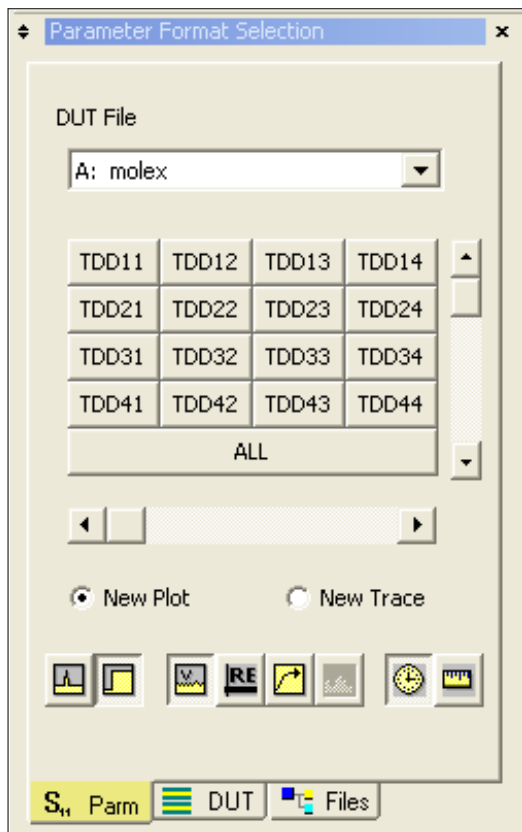 Parameter Format Selection
DUT File
A: molex
TDD11 TDD12 TDD13 TDD14
TDD21 TDD22 TDD23 TDD24
TDD31 TDD32 TDD33 TDD34
TDD41 TDD42 TDD43 TDD44
ALL
New Plot New Trace
V RE
S11 Parm DUT Files